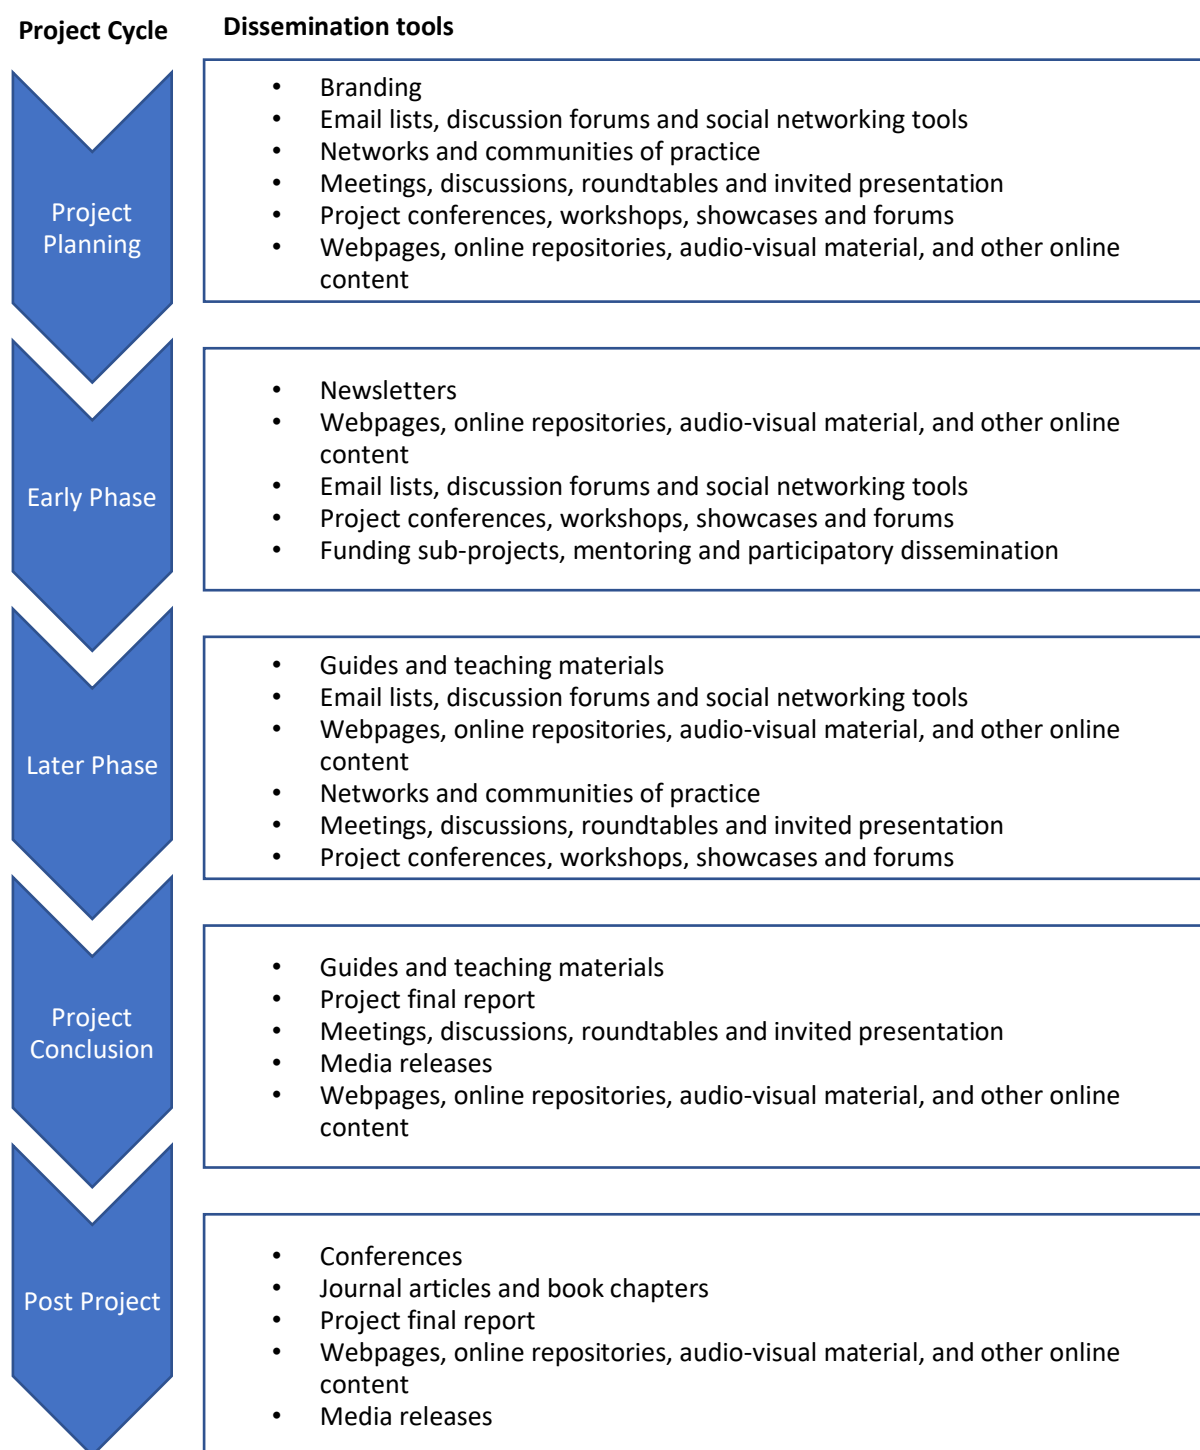 Project Cycle
Dissemination tools
Project
Planning
• Branding
• Email lists, discussion forums and social networking tools
• Networks and communities of practice
• Meetings, discussions, roundtables and invited presentation
• Project conferences, workshops, showcases and forums
• Webpages, online repositories, audio-visual material, and other online
content
Early Phase
• Newsletters
• Webpages, online repositories, audio-visual material, and other online
content
• Email lists, discussion forums and social networking tools
• Project conferences, workshops, showcases and forums
• Funding sub-projects, mentoring and participatory dissemination
Later Phase
• Guides and teaching materials
• Email lists, discussion forums and social networking tools
• Webpages, online repositories, audio-visual material, and other online
content
• Networks and communities of practice
• Meetings, discussions, roundtables and invited presentation
• Project conferences, workshops, showcases and forums
Project
Conclusion
• Guides and teaching materials
• Project final report
• Meetings, discussions, roundtables and invited presentation
• Media releases
• Webpages, online repositories, audio-visual material, and other online
content
Post Project
• Conferences
• Journal articles and book chapters
• Project final report
• Webpages, online repositories, audio-visual material, and other online
content
• Media releases